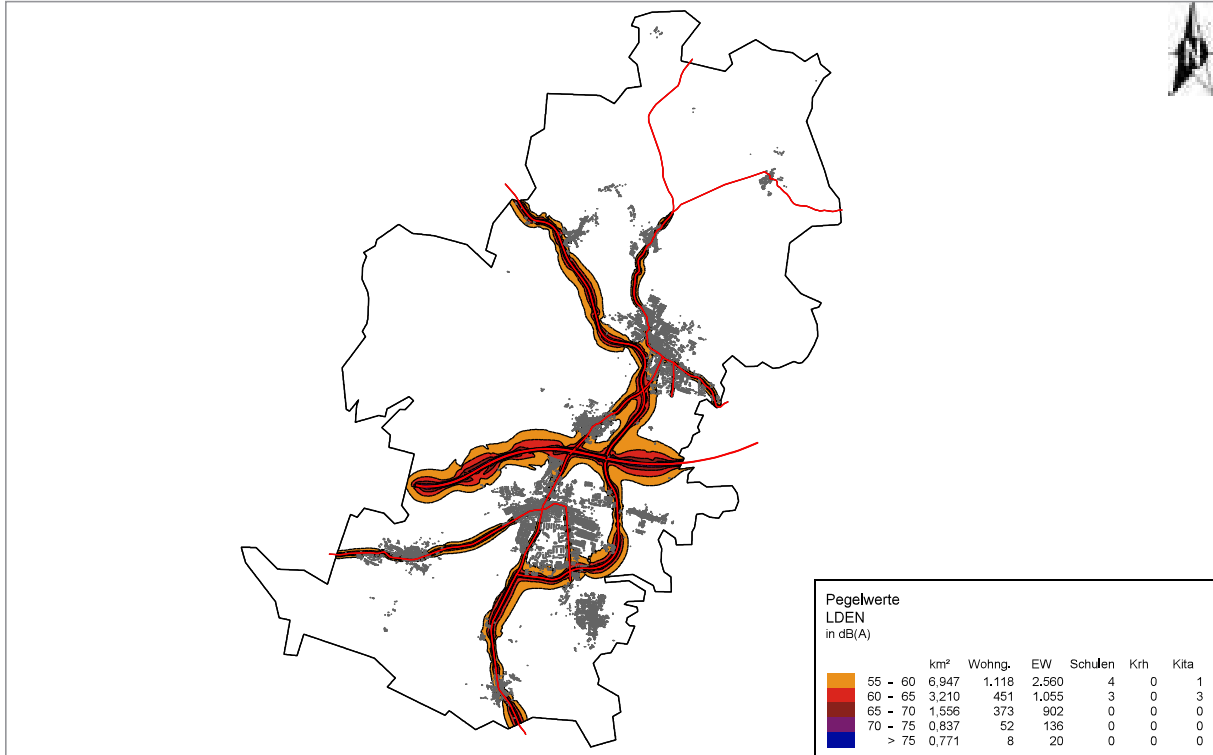 N
Pegelwerte
LDEN
in dB(A)
km² Wohng. EW Schulen Krh Kita
55 - 60 6,947 1.118 2.560 4 0 1
60 - 65 3,210 451 1.055 3 0 3
65 - 70 1,556 373 902 0 0 0
70 - 75 0,837 52 136 0 0 0
> 75 0,771 8 20 0 0 0